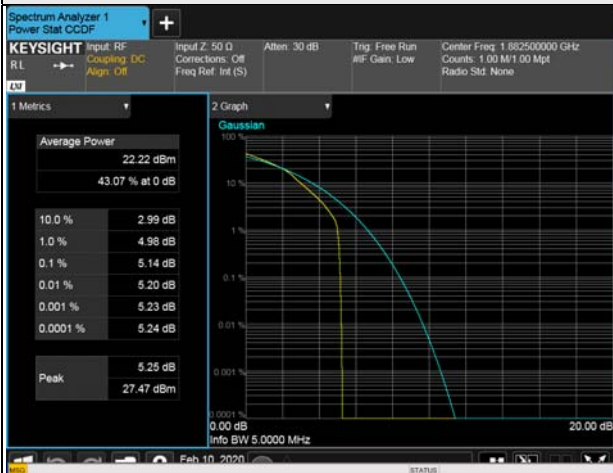 Spectrum Analyzer 1
Power Stat CCDF
KEYSIGHT
RL
Input: RF
Coupling: DC
Align: Off
Input Z: 50 Ω
Corrections: Off
Freq Ref: Int (S)
Atten: 30 dB
Trig: Free Run
#IF Gain: Low
Center Freq: 1.882500000 GHz
Counts: 1.00 M/1.00 Mpt
Radio Std: None
LXI
1 Metrics
Average Power
22.22 dBm
43.07 % at 0 dB
10.0 % 2.99 dB
1.0 % 4.98 dB
0.1 % 5.14 dB
0.01 % 5.20 dB
0.001 % 5.23 dB
0.0001 % 5.24 dB
Peak 5.25 dB
27.47 dBm
2 Graph
Gaussian
100 %
10 %
1 %
0.1 %
0.01 %
0.001 %
0.0001 %
0.00 dB 20.00 dB
Info BW 5.0000 MHz
Feb 10, 2020
MSG STATUS